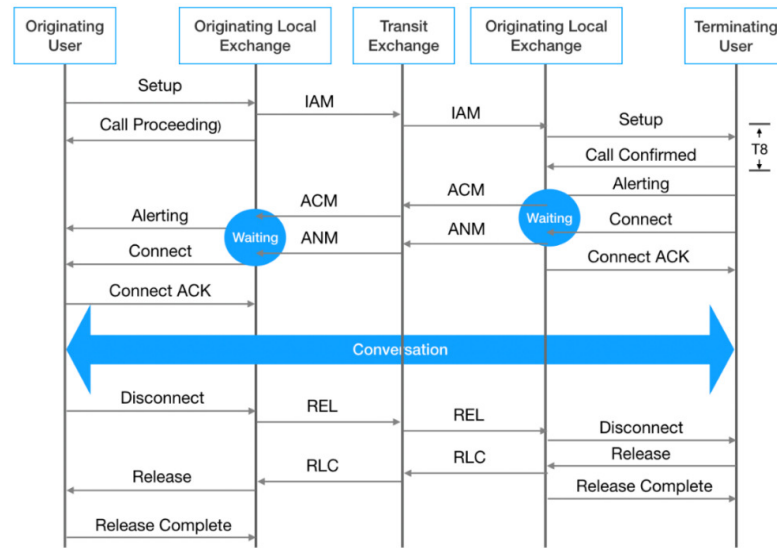 Originating
User
Originating Local
Exchange
Transit
Exchange
Originating Local
Exchange
Terminating
User
Setup
IAM
IAM
Setup
Call Proceeding)
T8
Call Confirmed
Alerting
ACM
ACM
Alerting
Waiting
Waiting
Connect
ANM
ANM
Connect
Connect ACK
Connect ACK
Conversation
Disconnect
REL
REL
Disconnect
Release
RLC
RLC
Release
Release Complete
Release Complete